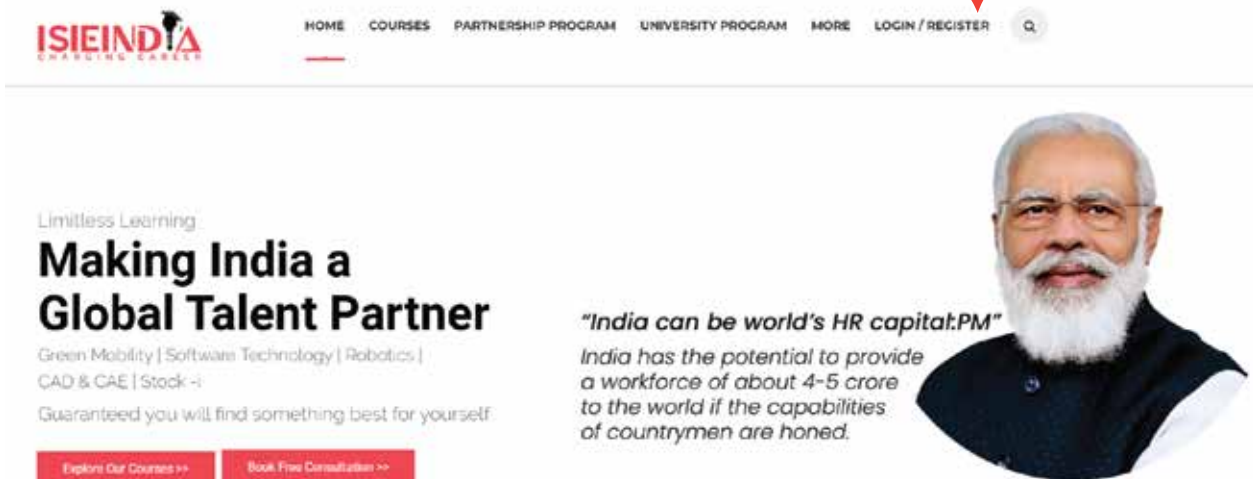 ISIEINDIA
CHARGING CAREER
HOME COURSES PARTNERSHIP PROGRAM UNIVERSITY PROGRAM MORE LOGIN / REGISTER
Limitless Learning
Making India a
Global Talent Partner
Green Mobility | Software Technology | Robotics |
CAD & CAE | Stock -i
Guaranteed you will find something best for yourself
Explore Our Courses >>
Book Free Consultation >>
“India can be world’s HR capital:PM”
India has the potential to provide
a workforce of about 4-5 crore
to the world if the capabilities
of countrymen are honed.